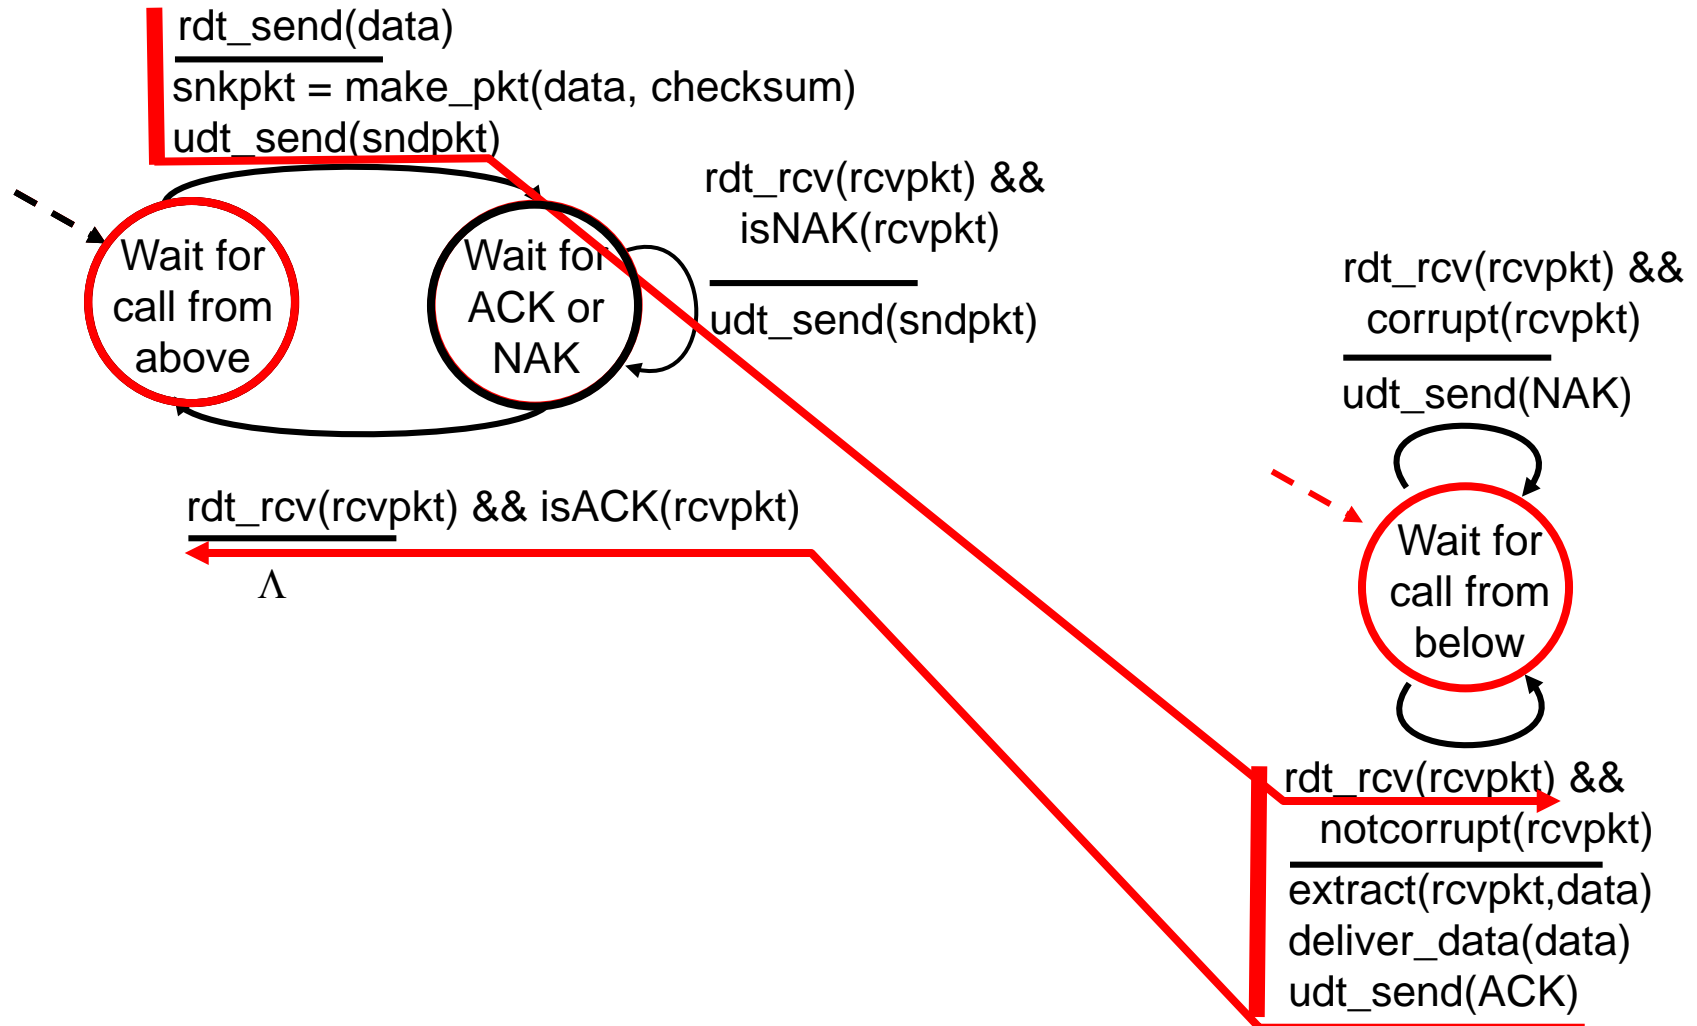 rdt_send(data)
snkpkt = make_pkt(data, checksum)
udt_send(sndpkt)
rdt_rcv(rcvpkt) &&
isNAK(rcvpkt)
udt_send(sndpkt)
Wait for
call from
above
Wait for
ACK or
NAK
rdt_rcv(rcvpkt) && isACK(rcvpkt)
Λ
rdt_rcv(rcvpkt) &&
corrupt(rcvpkt)
udt_send(NAK)
Wait for
call from
below
rdt_rcv(rcvpkt) &&
notcorrupt(rcvpkt)
extract(rcvpkt,data)
deliver_data(data)
udt_send(ACK)